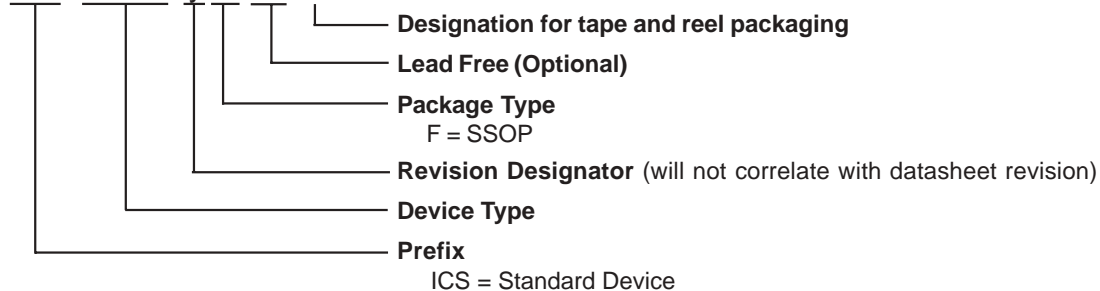 Designation for tape and reel packaging
Lead Free (Optional)
Package Type
F = SSOP
Revision Designator (will not correlate with datasheet revision)
Device Type
Prefix
ICS = Standard Device